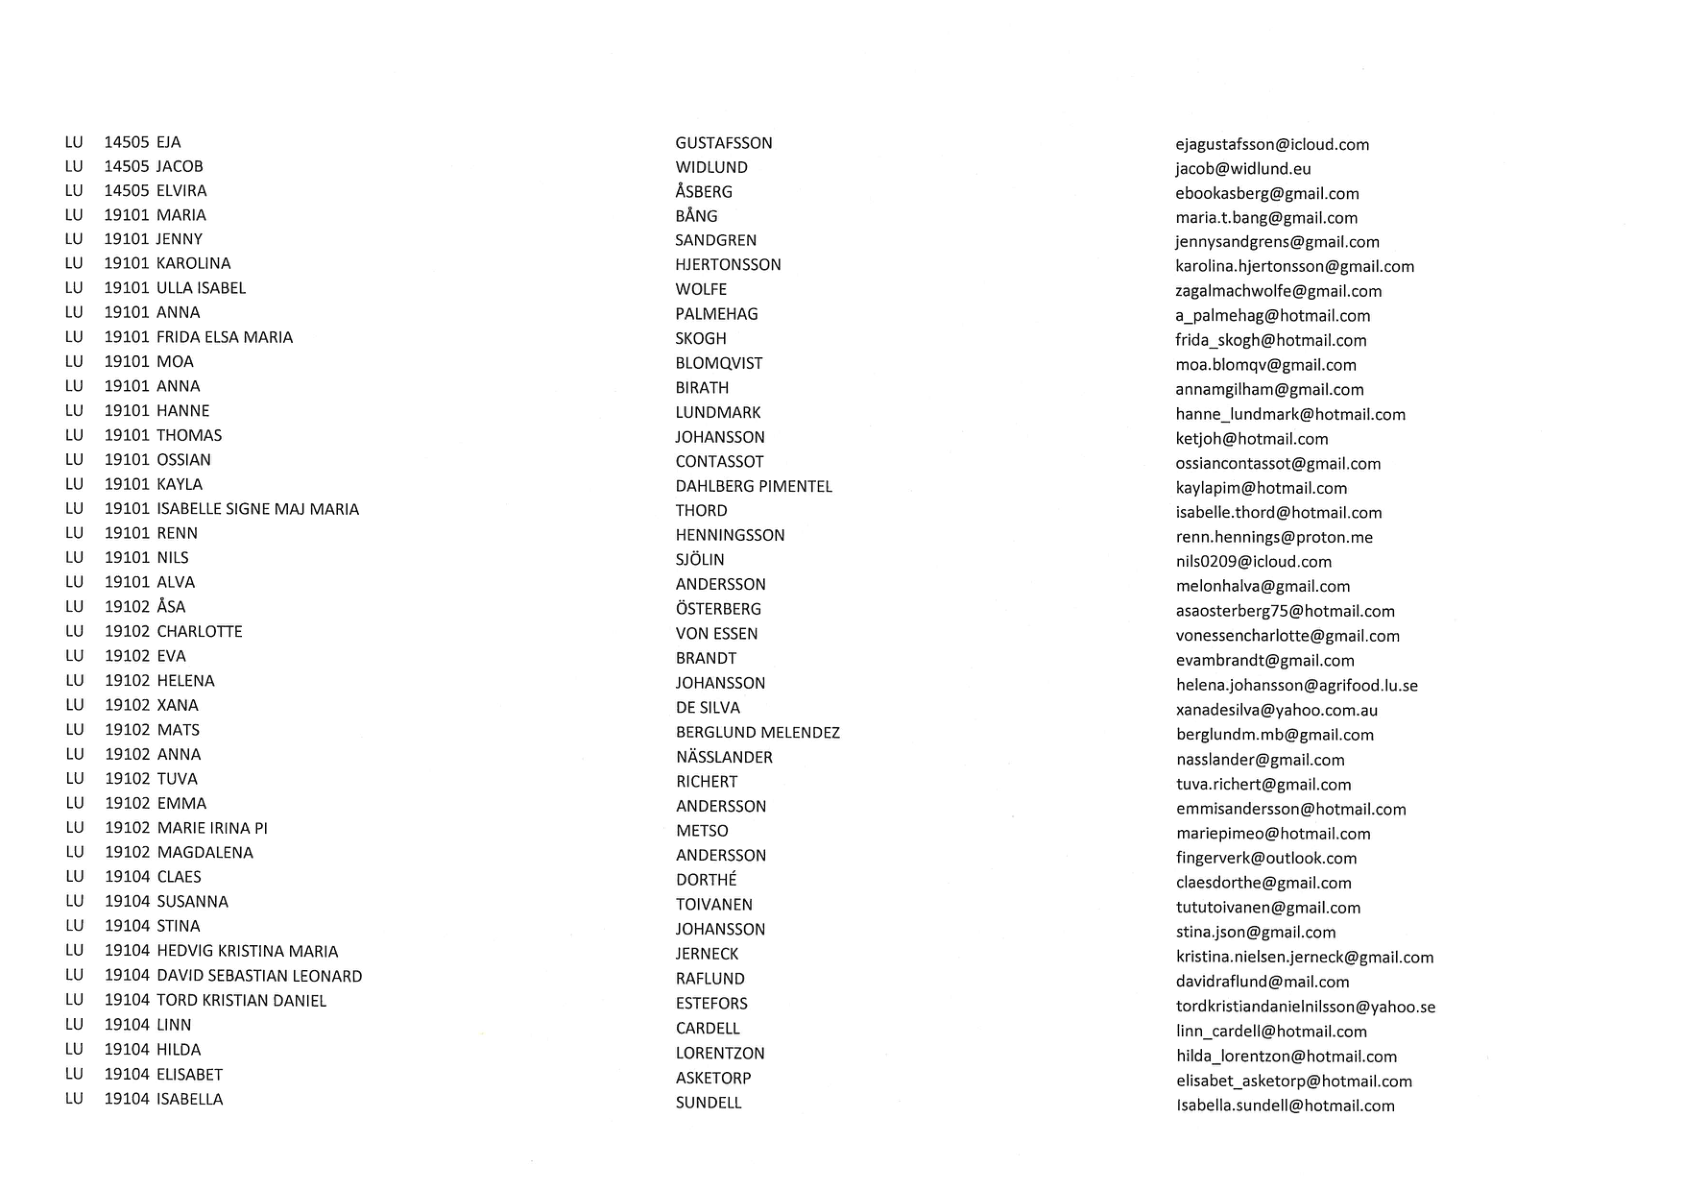 LU 14505 EJA GUSTAFSSON ejagustafsson@icloud.com
LU 14505 JACOB WIDLUND jacob@widlund.eu
LU 14505 ELVIRA ÅSBERG ebookasberg@gmail.com
LU 19101 MARIA BÅNG maria.t.bang@gmail.com
LU 19101 JENNY SANDGREN jennysandgrens@gmail.com
LU 19101 KAROLINA HJERTONSSON karolina.hjertonsson@gmail.com
LU 19101 ULLA ISABEL WOLFE zagalmachwolfe@gmail.com
LU 19101 ANNA PALMEHAG a_palmehag@hotmail.com
LU 19101 FRIDA ELSA MARIA SKOGH frida_skogh@hotmail.com
LU 19101 MOA BLOMQVIST moa.blomqv@gmail.com
LU 19101 ANNA BIRATH annamgilham@gmail.com
LU 19101 HANNE LUNDMARK hanne_lundmark@hotmail.com
LU 19101 THOMAS JOHANSSON ketjoh@hotmail.com
LU 19101 OSSIAN CONTASSOT ossiancontassot@gmail.com
LU 19101 KAYLA DAHLBERG PIMENTEL kaylapim@hotmail.com
LU 19101 ISABELLE SIGNE MAJ MARIA THORD isabelle.thord@hotmail.com
LU 19101 RENN HENNINGSSON renn.hennings@proton.me
LU 19101 NILS SJÖLIN nils0209@icloud.com
LU 19101 ALVA ANDERSSON melonhalva@gmail.com
LU 19102 ÅSA ÖSTERBERG asaosterberg75@hotmail.com
LU 19102 CHARLOTTE VON ESSEN vonessencharlotte@gmail.com
LU 19102 EVA BRANDT evambrandt@gmail.com
LU 19102 HELENA JOHANSSON helena.johansson@agrifood.lu.se
LU 19102 XANA DE SILVA xanadesilva@yahoo.com.au
LU 19102 MATS BERGLUND MELENDEZ berglundm.mb@gmail.com
LU 19102 ANNA NÄSSLANDER nasslander@gmail.com
LU 19102 TUVA RICHERT tuva.richert@gmail.com
LU 19102 EMMA ANDERSSON emmisandersson@hotmail.com
LU 19102 MARIE IRINA PI METSO mariepimeo@hotmail.com
LU 19102 MAGDALENA ANDERSSON fingerverk@outlook.com
LU 19104 CLAES DORTHÉ claesdorthe@gmail.com
LU 19104 SUSANNA TOIVANEN tututoivanen@gmail.com
LU 19104 STINA JOHANSSON stina.json@gmail.com
LU 19104 HEDVIG KRISTINA MARIA JERNECK kristina.nielsen.jerneck@gmail.com
LU 19104 DAVID SEBASTIAN LEONARD RAFLUND davidraflund@mail.com
LU 19104 TORD KRISTIAN DANIEL ESTEFORS tordkristiandanielnilsson@yahoo.se
LU 19104 LINN CARDELL linn_cardell@hotmail.com
LU 19104 HILDA LORENTZON hilda_lorentzon@hotmail.com
LU 19104 ELISABET ASKETORP elisabet_asketorp@hotmail.com
LU 19104 ISABELLA SUNDELL Isabella.sundell@hotmail.com